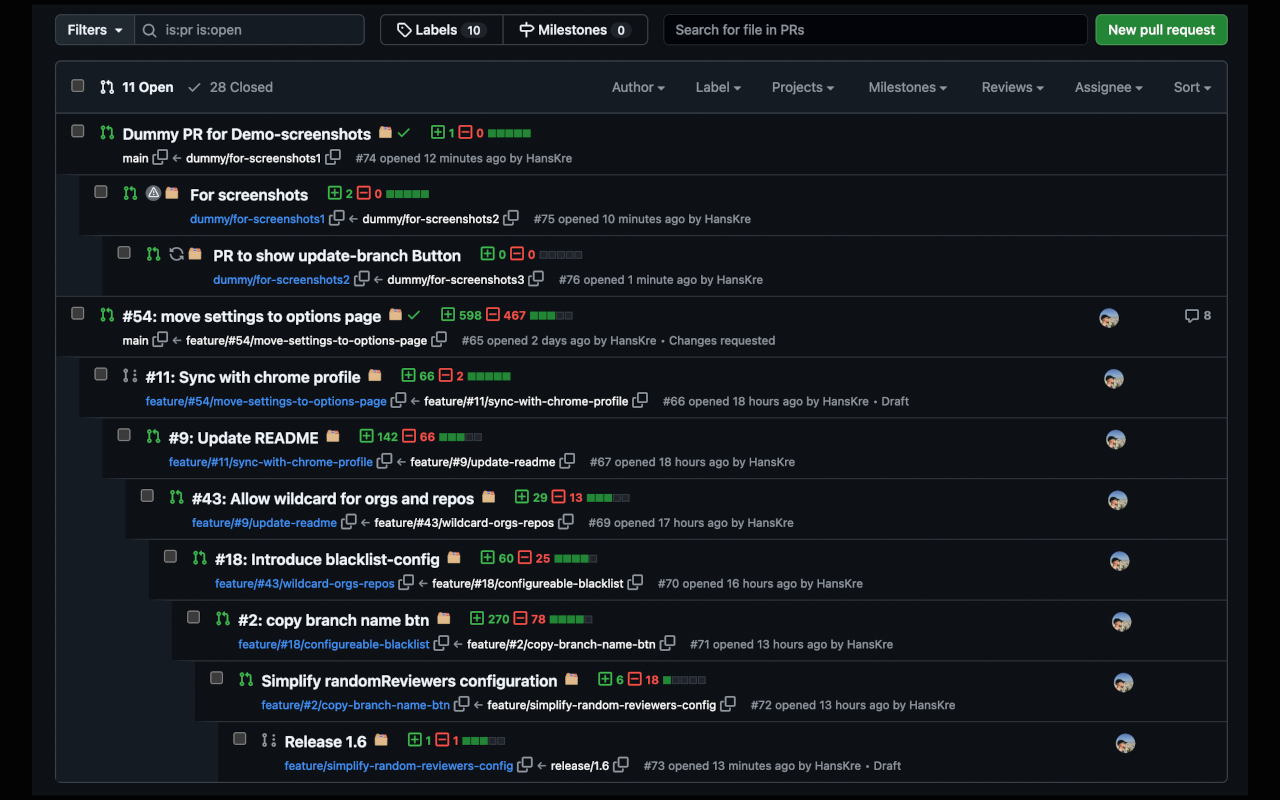 Filters is:pr is:open Labels 10 Milestones 0 Search for file in PRs New pull request
11 Open 28 Closed Author Label Projects Milestones Reviews Assignee Sort
Dummy PR for Demo-screenshots 1 0
main ← dummy/for-screenshots1 #74 opened 12 minutes ago by HansKre
For screenshots 2 0
dummy/for-screenshots1 ← dummy/for-screenshots2 #75 opened 10 minutes ago by HansKre
PR to show update-branch Button 0 0
dummy/for-screenshots2 ← dummy/for-screenshots3 #76 opened 1 minute ago by HansKre
#54: move settings to options page 598 467 8
main ← feature/#54/move-settings-to-options-page #65 opened 2 days ago by HansKre • Changes requested
#11: Sync with chrome profile 66 2
feature/#54/move-settings-to-options-page ← feature/#11/sync-with-chrome-profile #66 opened 18 hours ago by HansKre • Draft
#9: Update README 142 66
feature/#11/sync-with-chrome-profile ← feature/#9/update-readme #67 opened 18 hours ago by HansKre
#43: Allow wildcard for orgs and repos 29 13
feature/#9/update-readme ← feature/#43/wildcard-orgs-repos #69 opened 17 hours ago by HansKre
#18: Introduce blacklist-config 60 25
feature/#43/wildcard-orgs-repos ← feature/#18/configureable-blacklist #70 opened 16 hours ago by HansKre
#2: copy branch name btn 270 78
feature/#18/configureable-blacklist ← feature/#2/copy-branch-name-btn #71 opened 13 hours ago by HansKre
Simplify randomReviewers configuration 6 18
feature/#2/copy-branch-name-btn ← feature/simplify-random-reviewers-config #72 opened 13 hours ago by HansKre
Release 1.6 1 1
feature/simplify-random-reviewers-config ← release/1.6 #73 opened 13 minutes ago by HansKre • Draft